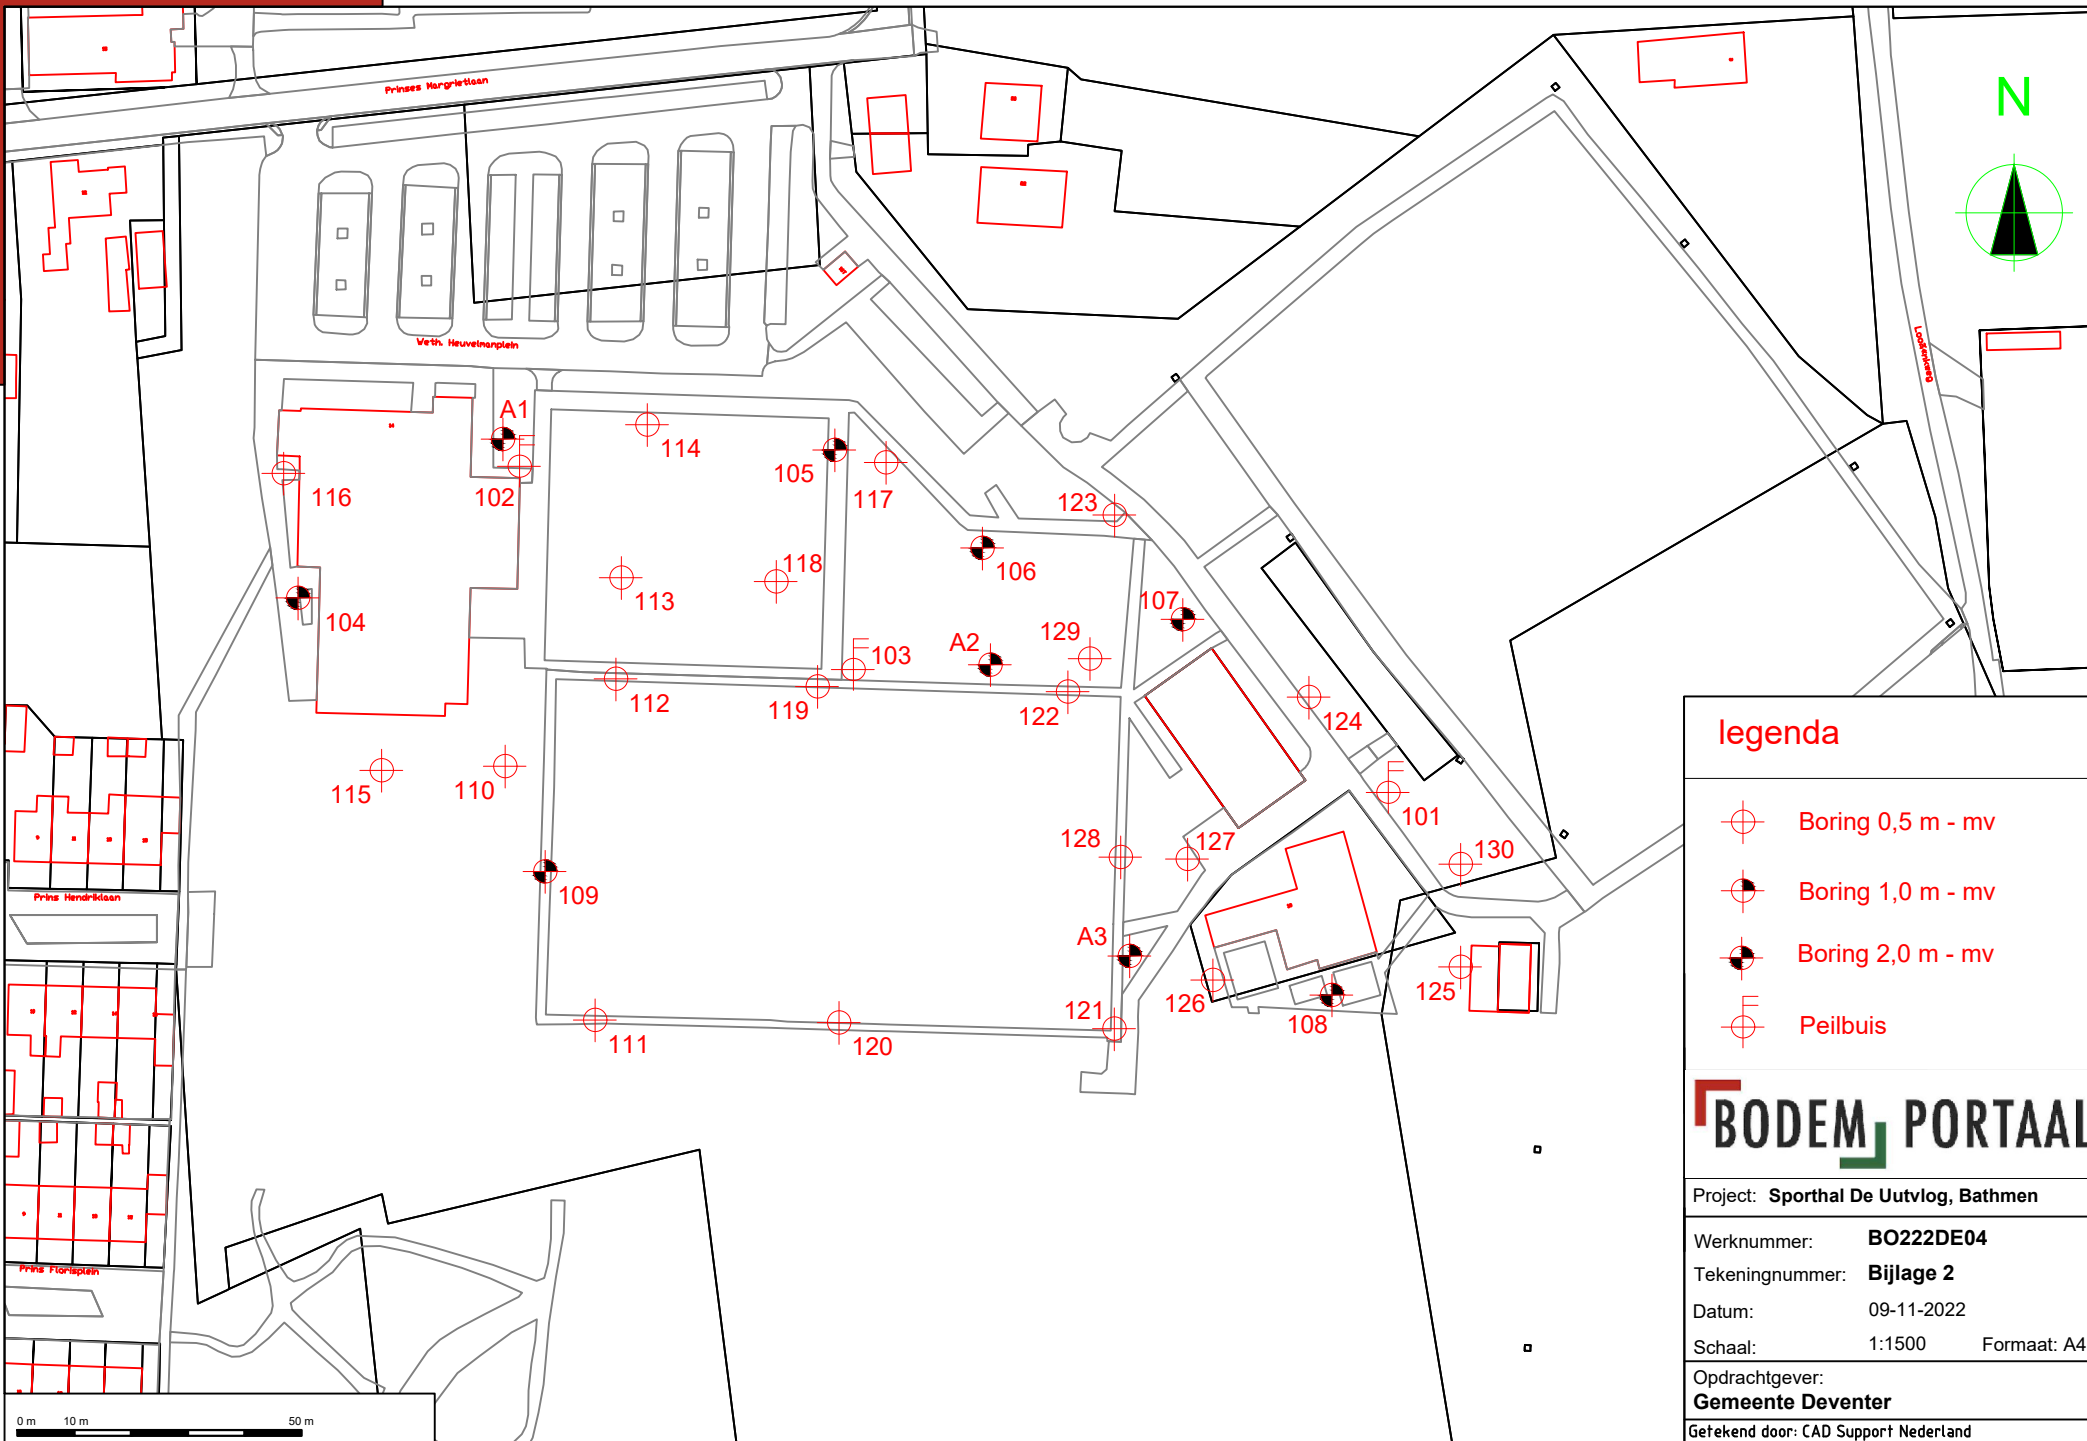 Prinses Margrietlaan
N
Weth. Heuvelmanplein
Looweg
A1
114
105
117
116
102
123
118
106
113
107
104
129
A2
103
112
119
122
124
115
110
101
128
127
130
109
A3
126
125
108
121
111
120
Prins Hendriklaan
Prins Florisplein
legenda
Boring 0,5 m - mv
Boring 1,0 m - mv
Boring 2,0 m - mv
Peilbuis
BODEM PORTAAL
Project: Sporthal De Uutvlog, Bathmen
Werknummer: BO222DE04
Tekeningnummer: Bijlage 2
Datum: 09-11-2022
Schaal: 1:1500 Formaat: A4
Opdrachtgever:
Gemeente Deventer
Getekend door: CAD Support Nederland
0 m 10 m 50 m